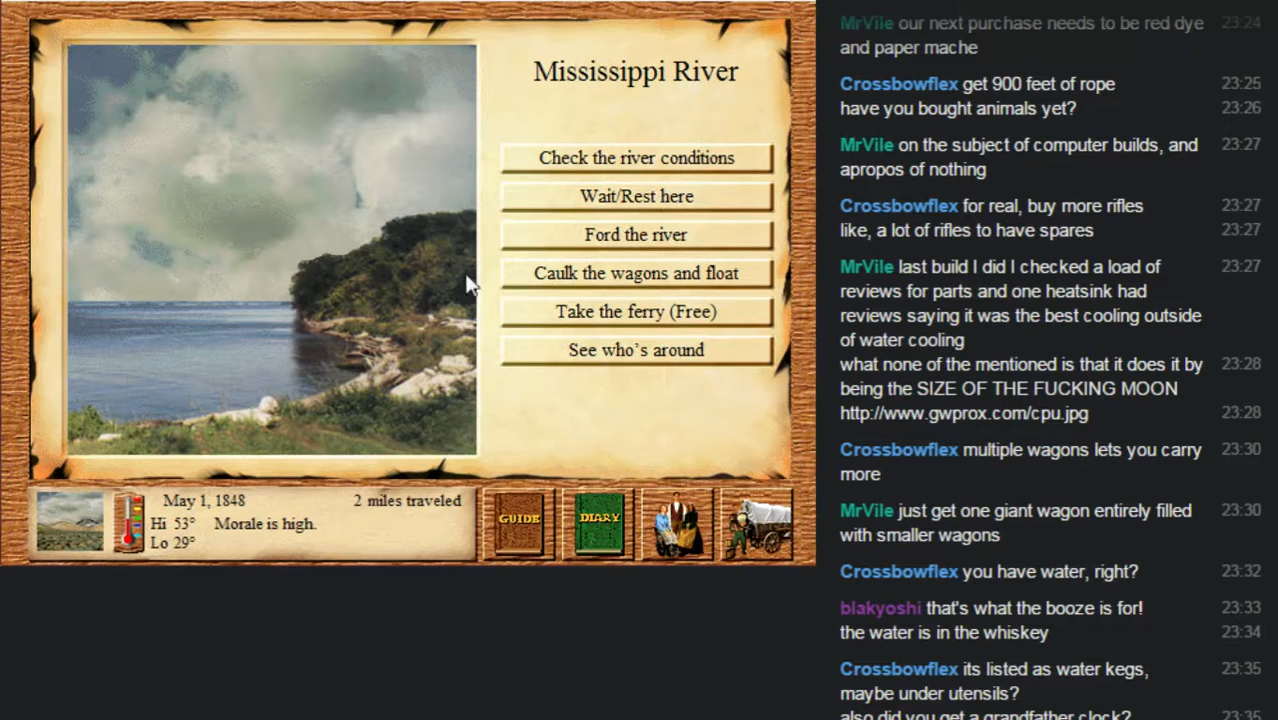 Mississippi River
Check the river conditions
Wait/Rest here
Ford the river
Caulk the wagons and float
Take the ferry (Free)
See who's around
May 1, 1848
2 miles traveled
Hi 53°
Morale is high.
Lo 29°
GUIDE
DIARY
MrVile our next purchase needs to be red dye 23:24
and paper mache
Crossbowflex get 900 feet of rope 23:25
have you bought animals yet? 23:26
MrVile on the subject of computer builds, and 23:27
apropos of nothing
Crossbowflex for real, buy more rifles 23:27
like, a lot of rifles to have spares 23:27
MrVile last build I did I checked a load of 23:27
reviews for parts and one heatsink had
reviews saying it was the best cooling outside
of water cooling
what none of the mentioned is that it does it by 23:28
being the SIZE OF THE FUCKING MOON
http://www.gwprox.com/cpu.jpg 23:28
Crossbowflex multiple wagons lets you carry 23:30
more
MrVile just get one giant wagon entirely filled 23:30
with smaller wagons
Crossbowflex you have water, right? 23:32
blakyoshi that's what the booze is for! 23:33
the water is in the whiskey 23:34
Crossbowflex its listed as water kegs, 23:35
maybe under utensils?
also did you get a grandfather clock? 23:35